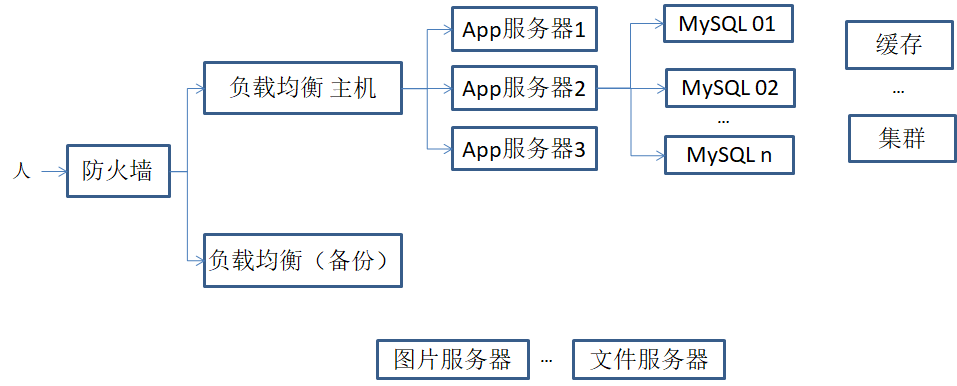 人
防火墙
负载均衡 主机
负载均衡（备份）
App服务器1
App服务器2
App服务器3
MySQL 01
MySQL 02
...
MySQL n
缓存
...
集群
图片服务器
...
文件服务器